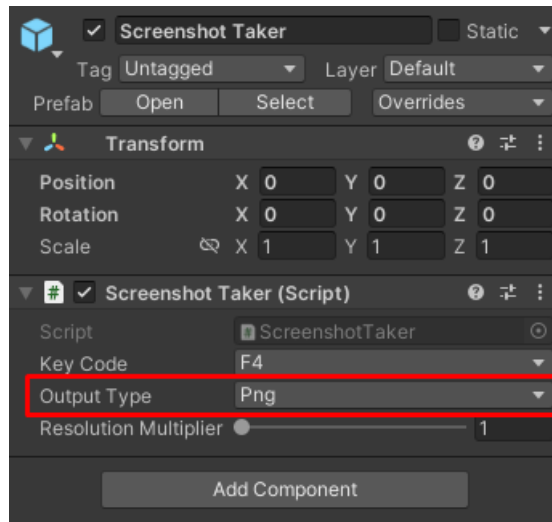 Screenshot Taker Static
Tag Untagged Layer Default
Prefab Open Select Overrides
Transform
Position X 0 Y 0 Z 0
Rotation X 0 Y 0 Z 0
Scale X 1 Y 1 Z 1
# Screenshot Taker (Script)
Script # ScreenshotTaker
Key Code F4
Output Type Png
Resolution Multiplier 1
Add Component